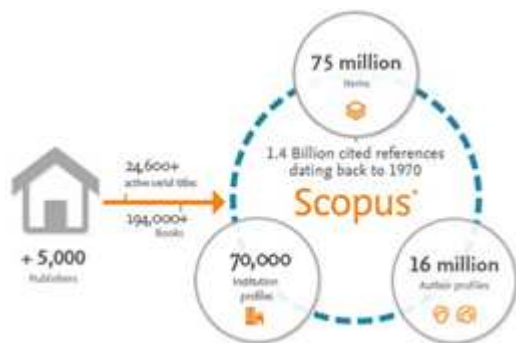 75 million
Items
1.4 Billion cited references
dating back to 1970
Scopus®
24,600+
active serial titles
194,000+
Books
+ 5,000
Publishers
70,000
Institution
profiles
16 million
Author profiles